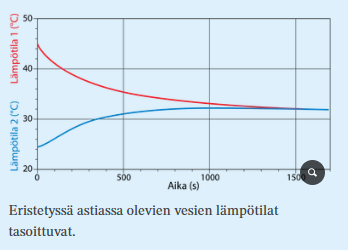 Lämpötila 1 (°C)
Lämpötila 2 (°C)
50
40
30
20
0
500
1000
1500
Aika (s)
Eristetyssä astiassa olevien vesien lämpötilat
tasoittuvat.